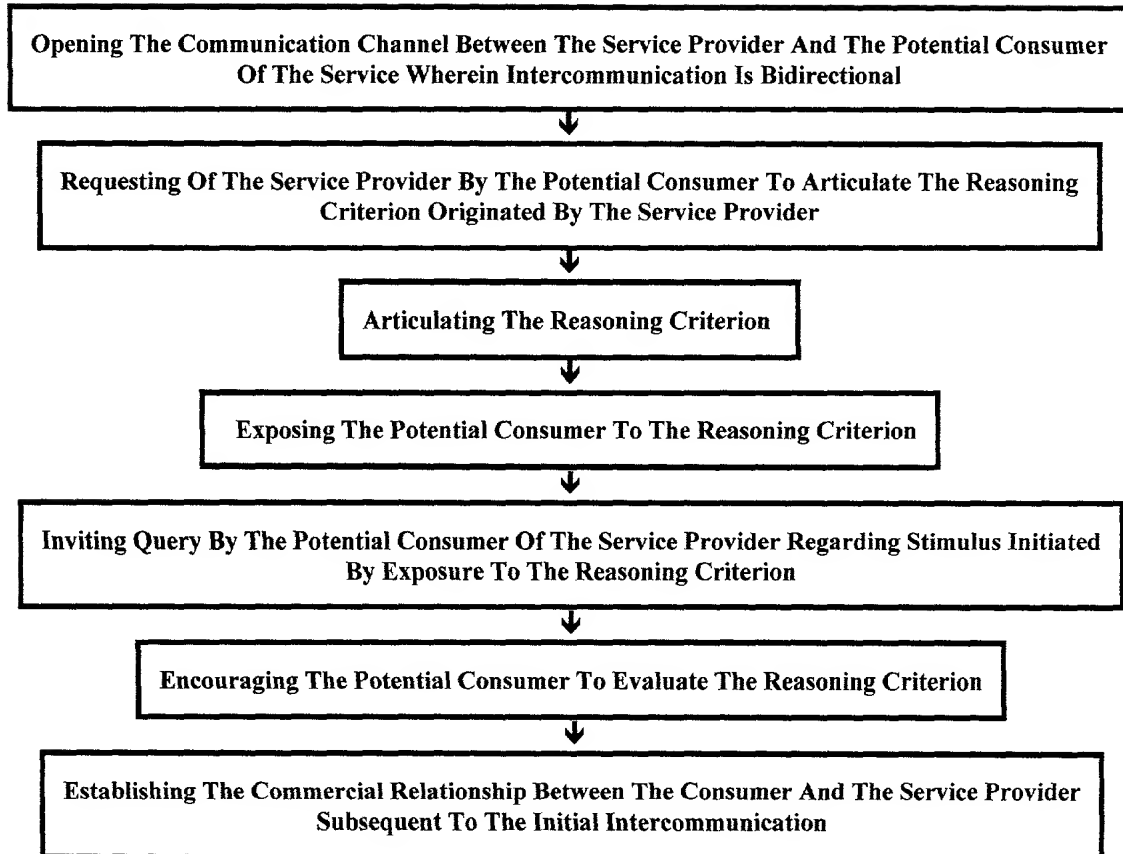 Opening The Communication Channel Between The Service Provider And The Potential Consumer
Of The Service Wherein Intercommunication Is Bidirectional
Requesting Of The Service Provider By The Potential Consumer To Articulate The Reasoning
Criterion Originated By The Service Provider
Articulating The Reasoning Criterion
Exposing The Potential Consumer To The Reasoning Criterion
Inviting Query By The Potential Consumer Of The Service Provider Regarding Stimulus Initiated
By Exposure To The Reasoning Criterion
Encouraging The Potential Consumer To Evaluate The Reasoning Criterion
Establishing The Commercial Relationship Between The Consumer And The Service Provider
Subsequent To The Initial Intercommunication